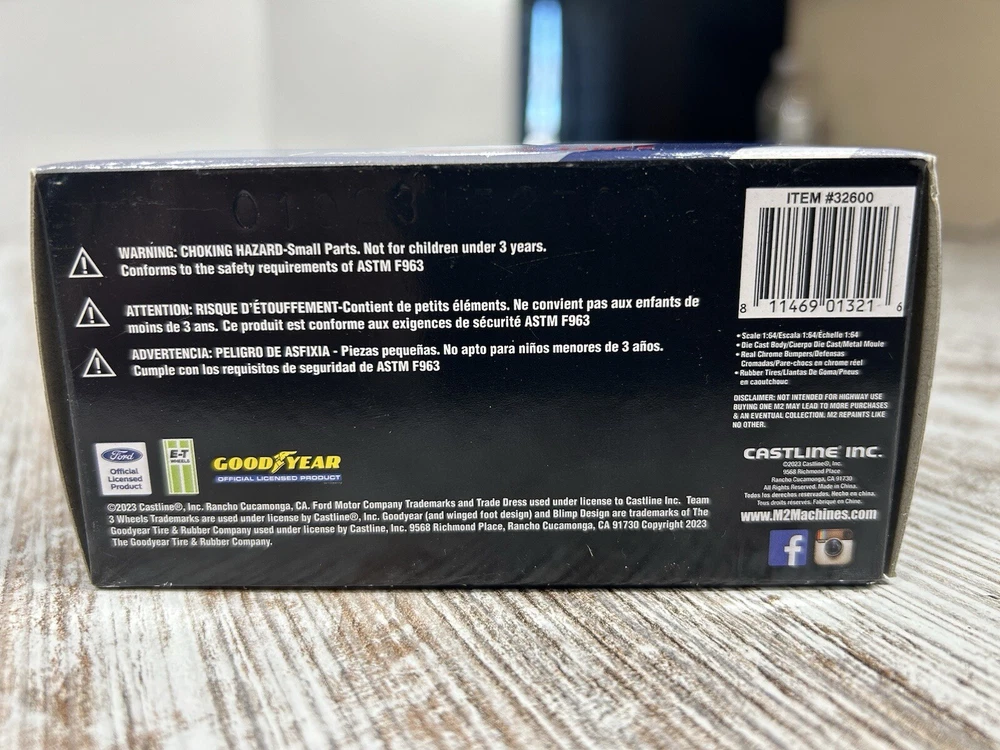 WARNING: CHOKING HAZARD-Small Parts. Not for children under 3 years.
Conforms to the safety requirements of ASTM F963
ATTENTION: RISQUE D'ÉTOUFFEMENT-Contient de petits éléments. Ne convient pas aux enfants de
moins de 3 ans. Ce produit est conforme aux exigences de sécurité ASTM F963
ADVERTENCIA: PELIGRO DE ASFIXIA - Piezas pequeñas. No apto para niños menores de 3 años.
Cumple con los requisitos de seguridad de ASTM F963
Ford
Official
Licensed
Product
E-T
WHEELS
GOODYEAR
OFFICIAL LICENSED PRODUCT
©2023 Castline®, Inc. Rancho Cucamonga, CA. Ford Motor Company Trademarks and Trade Dress used under license to Castline Inc. Team
3 Wheels Trademarks are used under license by Castline®, Inc. Goodyear (and winged foot design) and Blimp Design are trademarks of The
Goodyear Tire & Rubber Company used under license by Castline, Inc. 9568 Richmond Place, Rancho Cucamonga, CA 91730 Copyright 2023
The Goodyear Tire & Rubber Company.
ITEM #32600
8 11469 01321 6
• Scale 1:64/Escala 1:64/Échelle 1:64
• Die Cast Body/Cuerpo Die Cast/Metal Moule
• Real Chrome Bumpers/Defensas
Cromadas/Pare-chocs en chrome réel
• Rubber Tires/Llantas De Goma/Pneus
en caoutchouc
DISCLAIMER: NOT INTENDED FOR HIGHWAY USE
BUYING ONE M2 MAY LEAD TO MORE PURCHASES
& AN EVENTUAL COLLECTION. M2 REPAINTS LIKE
NO OTHER.
CASTLINE® INC.
©2023 Castline®, Inc.
9568 Richmond Place
Rancho Cucamonga, CA 91730
All Rights Reserved. Made in China.
Todos los derechos reservados. Hecho en china.
Tous droits réservés. Fabriqué en Chine.
www.M2Machines.com
f